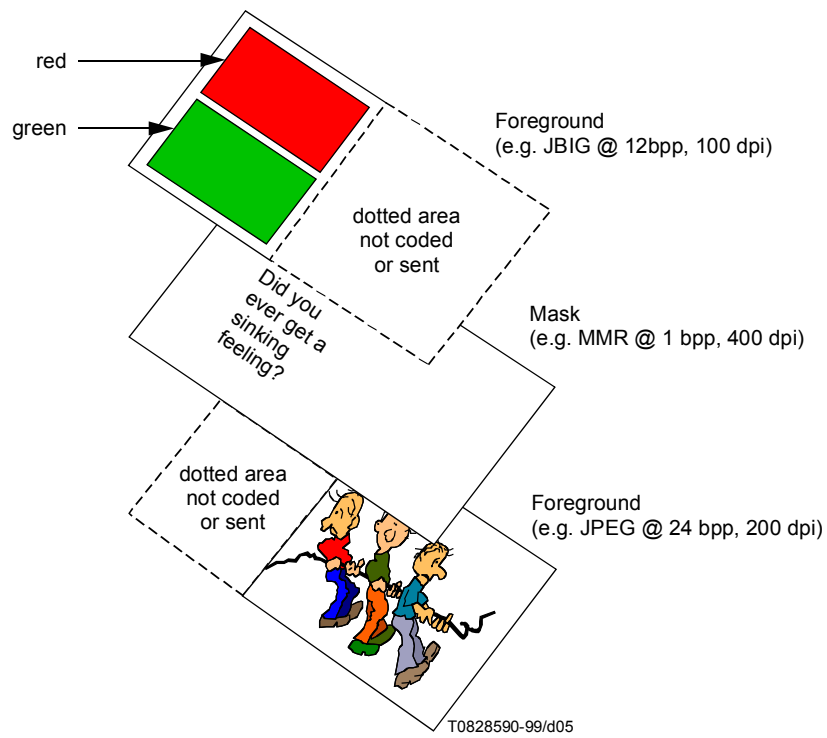 red
green
Foreground
(e.g. JBIG @ 12bpp, 100 dpi)
dotted area
not coded
or sent
Did you
ever get a
sinking
feeling?
Mask
(e.g. MMR @ 1 bpp, 400 dpi)
dotted area
not coded
or sent
Foreground
(e.g. JPEG @ 24 bpp, 200 dpi)
T0828590-99/d05